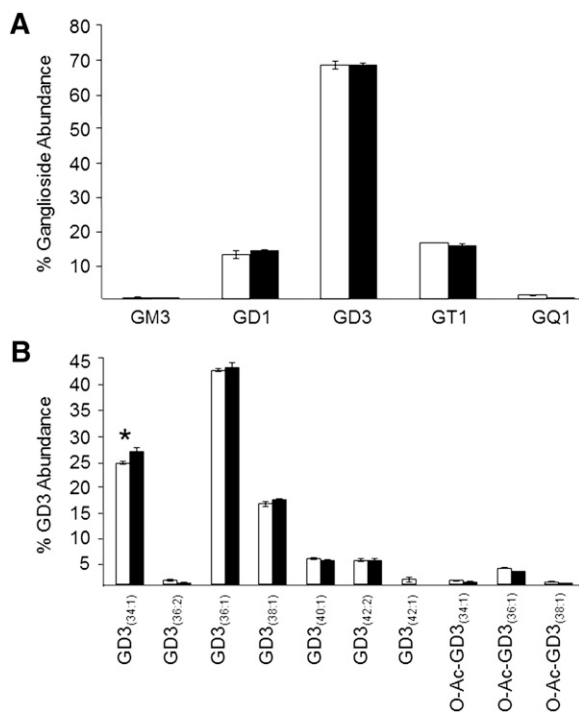 A
% Ganglioside Abundance
80
70
60
50
40
30
20
10
GM3 GD1 GD3 GT1 GQ1
B
% GD3 Abundance
45
40
35
30
25
20
15
10
5
*
GD3(34:1)
GD3(36:2)
GD3(36:1)
GD3(38:1)
GD3(40:1)
GD3(42:2)
GD3(42:1)
O-Ac-GD3(34:1)
O-Ac-GD3(36:1)
O-Ac-GD3(38:1)